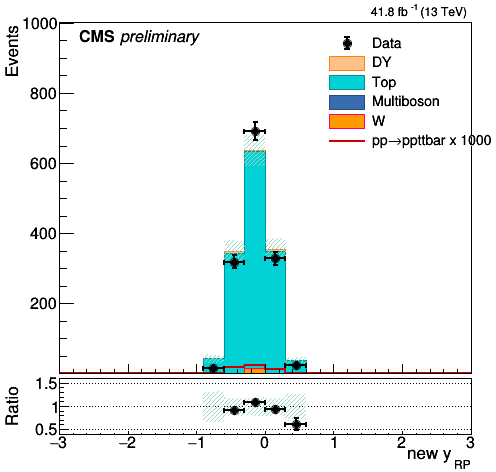 41.8 fb⁻¹ (13 TeV)
Events
CMS preliminary
1000
800
600
400
200
Data
DY
Top
Multiboson
W
pp→ppttbar x 1000
Ratio
1.5
1
0.5
−3 −2 −1 0 1 2 3
new y_RP